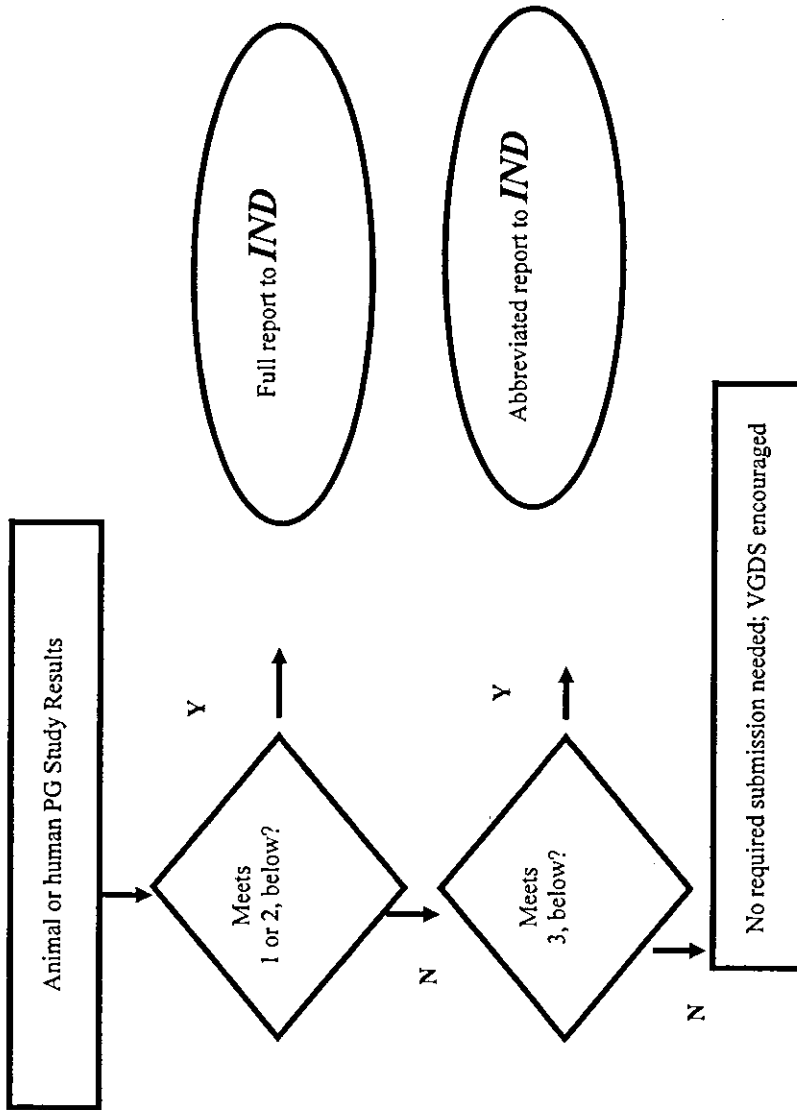 Animal or human PG Study Results
Meets
1 or 2, below?
Y
Full report to IND
N
Meets
3, below?
Y
Abbreviated report to IND
N
No required submission needed; VGDS encouraged